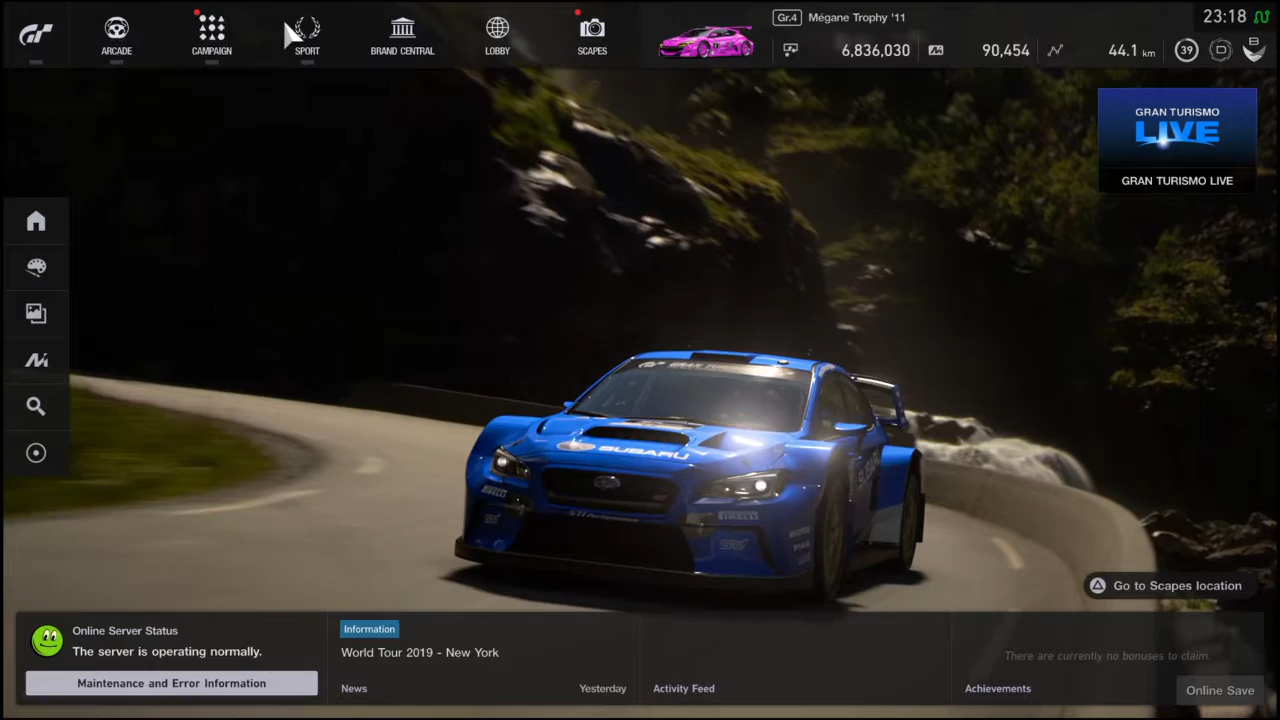 ARCADE
CAMPAIGN
SPORT
BRAND CENTRAL
LOBBY
SCAPES
Gr.4 Mégane Trophy '11
6,836,030
90,454
44.1 km
23:18
39
B
GRAN TURISMO
LIVE
GRAN TURISMO LIVE
SUBARU
PIRELLI
Go to Scapes location
Online Server Status
The server is operating normally.
Maintenance and Error Information
Information
World Tour 2019 - New York
News
Yesterday
Activity Feed
There are currently no bonuses to claim.
Achievements
Online Save